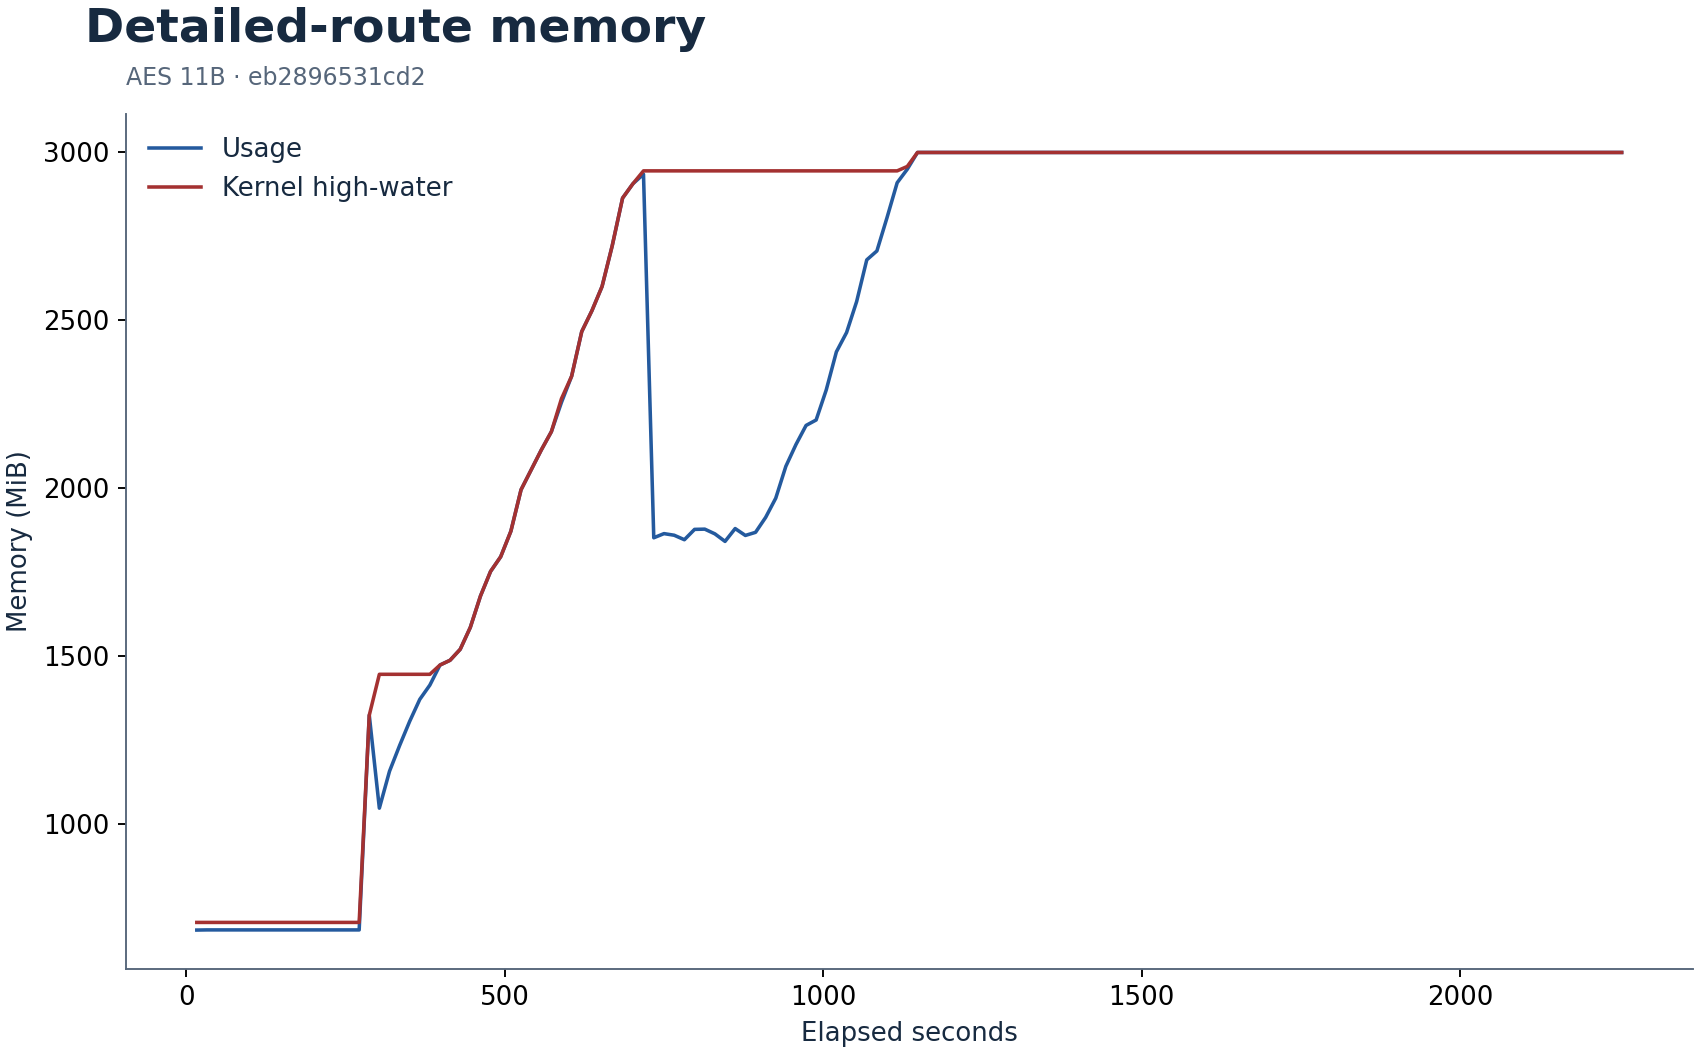 Detailed-route memory
AES 11B · eb2896531cd2
Usage
Kernel high-water
Memory (MiB)
3000
2500
2000
1500
1000
0
500
1000
1500
2000
Elapsed seconds